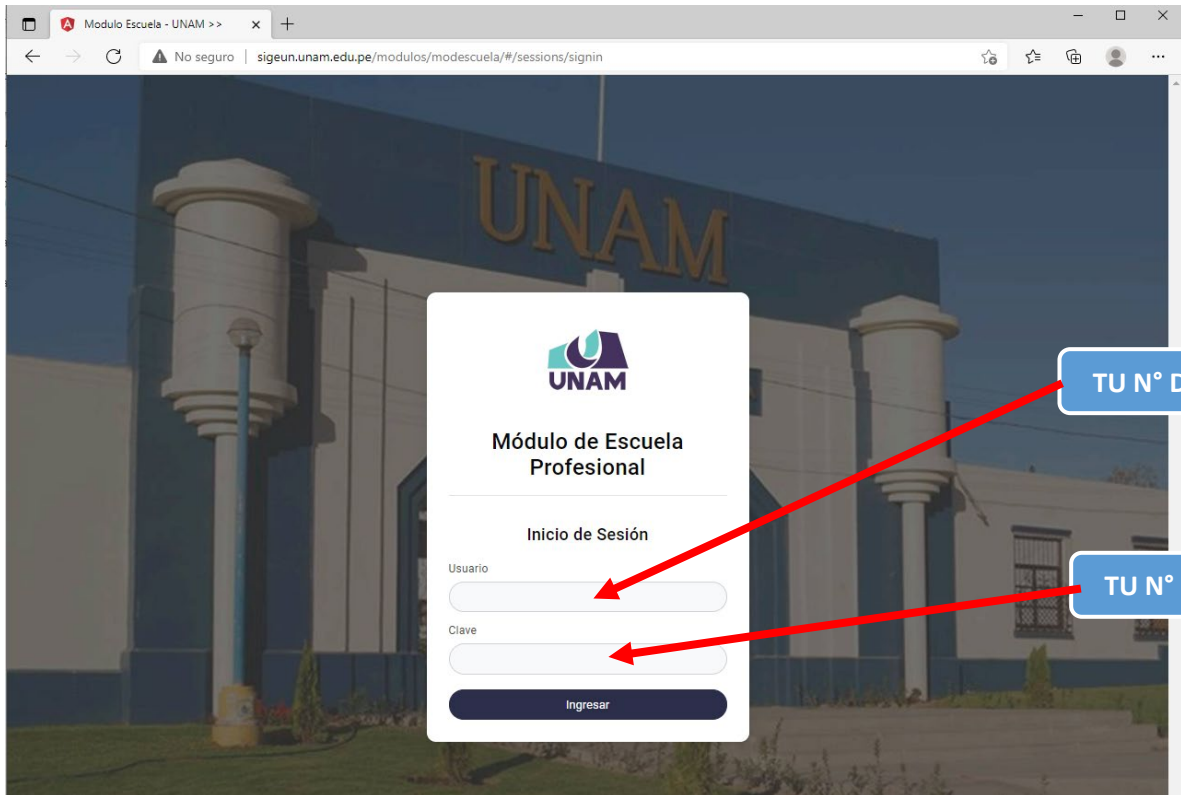 Modulo Escuela - UNAM >>
No seguro | sigeun.unam.edu.pe/modulos/modescuela/#/sessions/signin
UNAM
UNAM
Módulo de Escuela
Profesional
Inicio de Sesión
Usuario
Clave
Ingresar
TU N° D
TU N°